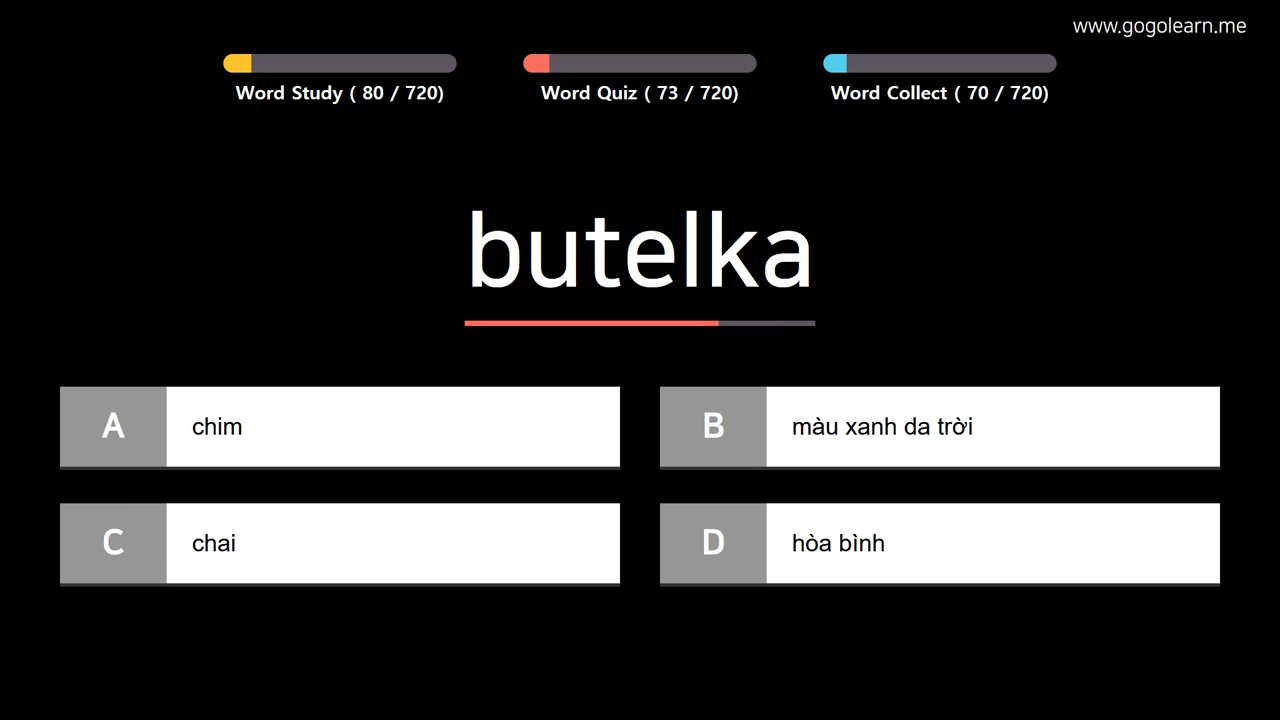 www.gogolearn.me
Word Study ( 80 / 720)
Word Quiz ( 73 / 720)
Word Collect ( 70 / 720)
butelka
A chim
B màu xanh da trời
C chai
D hòa bình